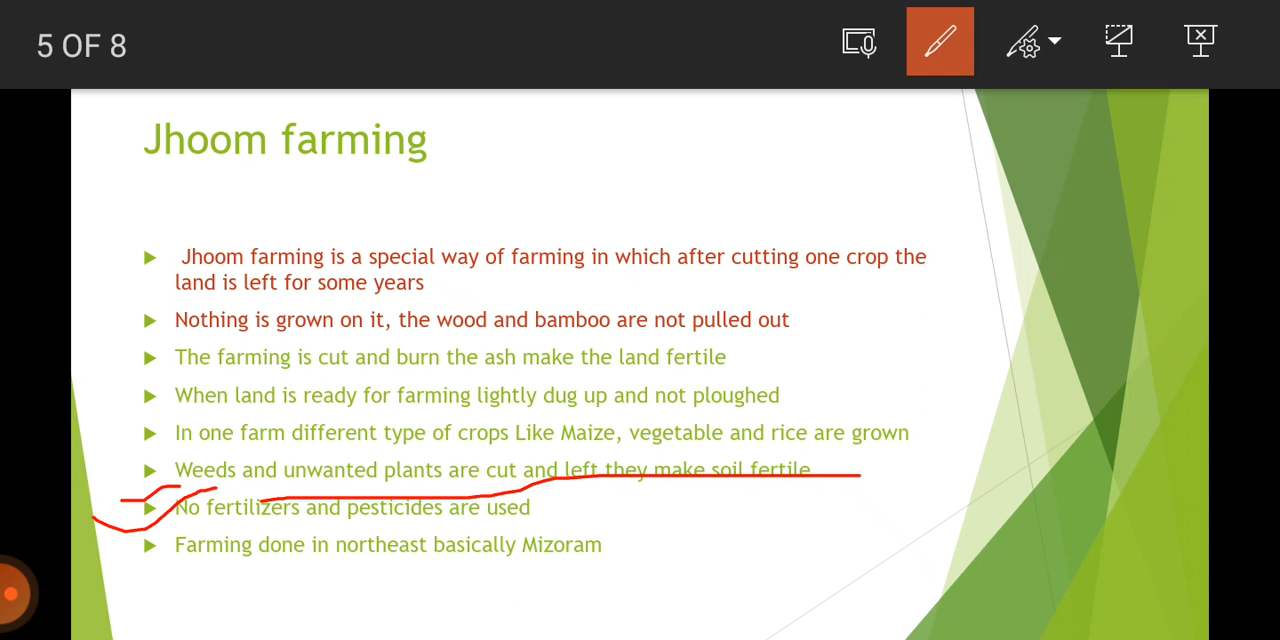 5 OF 8
Jhoom farming
Jhoom farming is a special way of farming in which after cutting one crop the
land is left for some years
Nothing is grown on it, the wood and bamboo are not pulled out
The farming is cut and burn the ash make the land fertile
When land is ready for farming lightly dug up and not ploughed
In one farm different type of crops Like Maize, vegetable and rice are grown
Weeds and unwanted plants are cut and left they make soil fertile
No fertilizers and pesticides are used
Farming done in northeast basically Mizoram